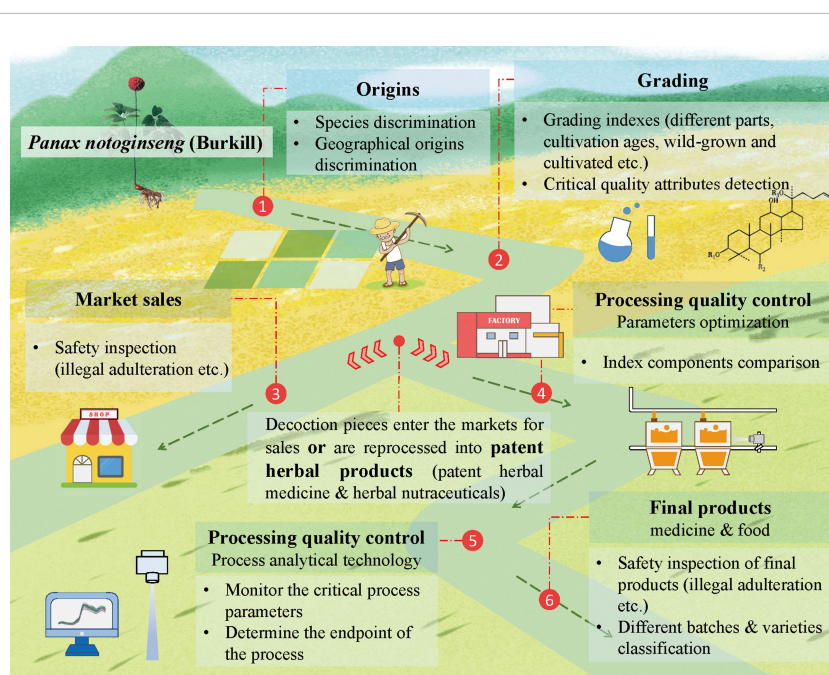 Panax notoginseng (Burkill)
Origins
• Species discrimination
• Geographical origins
discrimination
Grading
• Grading indexes (different parts,
cultivation ages, wild-grown and
cultivated etc.)
• Critical quality attributes detection
R₃O
OH
R₁O
R₂
1
2
Market sales
• Safety inspection
(illegal adulteration etc.)
3
SHOP
FACTORY
Processing quality control
Parameters optimization
• Index components comparison
4
Decoction pieces enter the markets for
sales or are reprocessed into patent
herbal products (patent herbal
medicine & herbal nutraceuticals)
Processing quality control
Process analytical technology
• Monitor the critical process
parameters
• Determine the endpoint of
the process
5
Final products
medicine & food
• Safety inspection of final
products (illegal adulteration
etc.)
• Different batches & varieties
classification
6